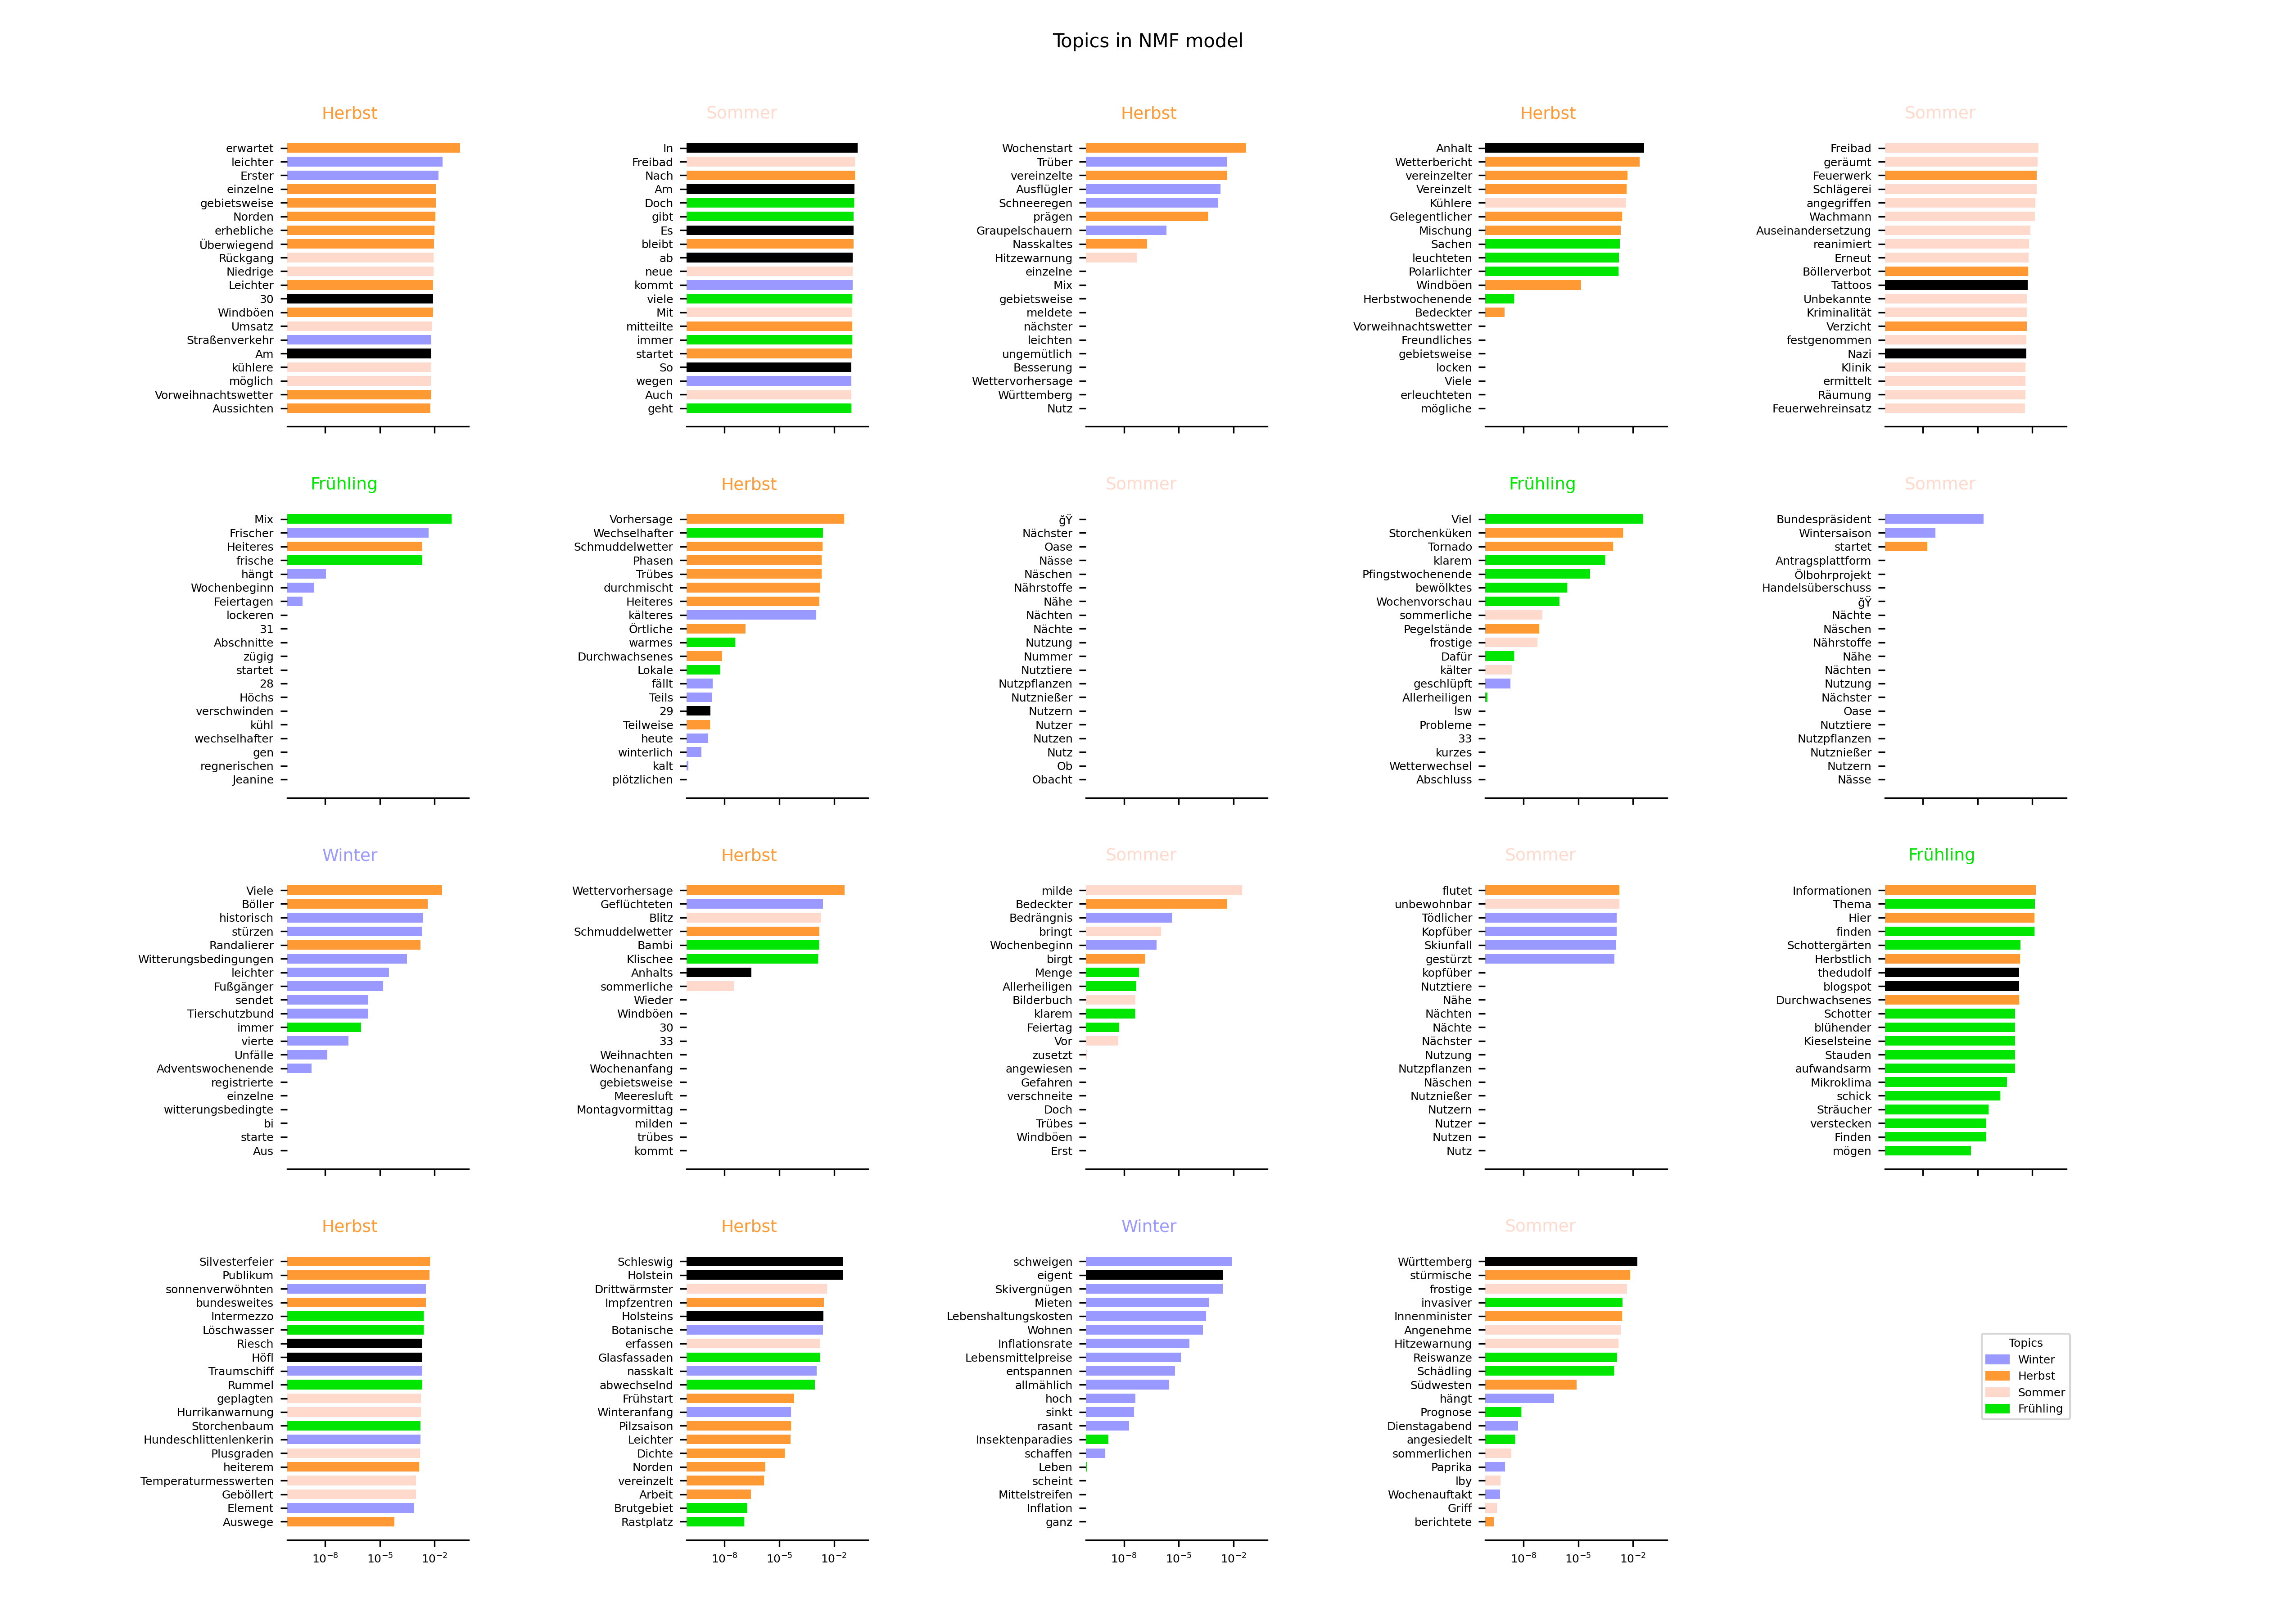 Topics in NMF model
Herbst
erwartet
leichter
Erster
einzelne
gebietsweise
Norden
erhebliche
Überwiegend
Rückgang
Niedrige
Leichter
30
Windböen
Umsatz
Straßenverkehr
Am
kühlere
möglich
Vorweihnachtswetter
Aussichten
Sommer
In
Freibad
Nach
Am
Doch
gibt
Es
bleibt
ab
neue
kommt
viele
Mit
mitteilte
immer
startet
So
wegen
Auch
geht
Herbst
Wochenstart
Trüber
vereinzelte
Ausflügler
Schneeregen
prägen
Graupelschauern
Nasskaltes
Hitzewarnung
einzelne
Mix
gebietsweise
meldete
nächster
leichten
ungemütlich
Besserung
Wettervorhersage
Württemberg
Nutz
Herbst
Anhalt
Wetterbericht
vereinzelter
Vereinzelt
Kühlere
Gelegentlicher
Mischung
Sachen
leuchteten
Polarlichter
Windböen
Herbstwochenende
Bedeckter
Vorweihnachtswetter
Freundliches
gebietsweise
locken
Viele
erleuchteten
mögliche
Sommer
Freibad
geräumt
Feuerwerk
Schlägerei
angegriffen
Wachmann
Auseinandersetzung
reanimiert
Erneut
Böllerverbot
Tattoos
Unbekannte
Kriminalität
Verzicht
festgenommen
Nazi
Klinik
ermittelt
Räumung
Feuerwehreinsatz
Frühling
Mix
Frischer
Heiteres
frische
hängt
Wochenbeginn
Feiertagen
lockeren
31
Abschnitte
zügig
startet
28
Höchs
verschwinden
kühl
wechselhafter
gen
regnerischen
Jeanine
Herbst
Vorhersage
Wechselhafter
Schmuddelwetter
Phasen
Trübes
durchmischt
Heiteres
kälteres
Örtliche
warmes
Durchwachsenes
Lokale
fällt
Teils
29
Teilweise
heute
winterlich
kalt
plötzlichen
Sommer
ğŸ
Nächster
Oase
Nässe
Näschen
Nährstoffe
Nähe
Nächten
Nächte
Nutzung
Nummer
Nutztiere
Nutzpflanzen
Nutznießer
Nutzern
Nutzer
Nutzen
Nutz
Ob
Obacht
Frühling
Viel
Storchenküken
Tornado
klarem
Pfingstwochenende
bewölktes
Wochenvorschau
sommerliche
Pegelstände
frostige
Dafür
kälter
geschlüpft
Allerheiligen
lsw
Probleme
33
kurzes
Wetterwechsel
Abschluss
Sommer
Bundespräsident
Wintersaison
startet
Antragsplattform
Ölbohrprojekt
Handelsüberschuss
ğŸ
Nächte
Näschen
Nährstoffe
Nähe
Nächten
Nutzung
Nächster
Oase
Nutztiere
Nutzpflanzen
Nutznießer
Nutzern
Nässe
Winter
Viele
Böller
historisch
stürzen
Randalierer
Witterungsbedingungen
leichter
Fußgänger
sendet
Tierschutzbund
immer
vierte
Unfälle
Adventswochenende
registrierte
einzelne
witterungsbedingte
bi
starte
Aus
Herbst
Wettervorhersage
Geflüchteten
Blitz
Schmuddelwetter
Bambi
Klischee
Anhalts
sommerliche
Wieder
Windböen
30
33
Weihnachten
Wochenanfang
gebietsweise
Meeresluft
Montagvormittag
milden
trübes
kommt
Sommer
milde
Bedeckter
Bedrängnis
bringt
Wochenbeginn
birgt
Menge
Allerheiligen
Bilderbuch
klarem
Feiertag
Vor
zusetzt
angewiesen
Gefahren
verschneite
Doch
Trübes
Windböen
Erst
Sommer
flutet
unbewohnbar
Tödlicher
Kopfüber
Skiunfall
gestürzt
kopfüber
Nutztiere
Nähe
Nächten
Nächte
Nächster
Nutzung
Nutzpflanzen
Näschen
Nutznießer
Nutzern
Nutzer
Nutzen
Nutz
Frühling
Informationen
Thema
Hier
finden
Schottergärten
Herbstlich
thedudolf
blogspot
Durchwachsenes
Schotter
blühender
Kieselsteine
Stauden
aufwandsarm
Mikroklima
schick
Sträucher
verstecken
Finden
mögen
Herbst
Silvesterfeier
Publikum
sonnenverwöhnten
bundesweites
Intermezzo
Löschwasser
Riesch
Höfl
Traumschiff
Rummel
geplagten
Hurrikanwarnung
Storchenbaum
Hundeschlittenlenkerin
Plusgraden
heiterem
Temperaturmesswerten
Geböllert
Element
Auswege
10⁻⁸ 10⁻⁵ 10⁻²
Herbst
Schleswig
Holstein
Drittwärmster
Impfzentren
Holsteins
Botanische
erfassen
Glasfassaden
nasskalt
abwechselnd
Frühstart
Winteranfang
Pilzsaison
Leichter
Dichte
Norden
vereinzelt
Arbeit
Brutgebiet
Rastplatz
10⁻⁸ 10⁻⁵ 10⁻²
Winter
schweigen
eigent
Skivergnügen
Mieten
Lebenshaltungskosten
Wohnen
Inflationsrate
Lebensmittelpreise
entspannen
allmählich
hoch
sinkt
rasant
Insektenparadies
schaffen
Leben
scheint
Mittelstreifen
Inflation
ganz
10⁻⁸ 10⁻⁵ 10⁻²
Sommer
Württemberg
stürmische
frostige
invasiver
Innenminister
Angenehme
Hitzewarnung
Reiswanze
Schädling
Südwesten
hängt
Prognose
Dienstagabend
angesiedelt
sommerlichen
Paprika
lby
Wochenauftakt
Griff
berichtete
10⁻⁸ 10⁻⁵ 10⁻²
Topics
Winter
Herbst
Sommer
Frühling